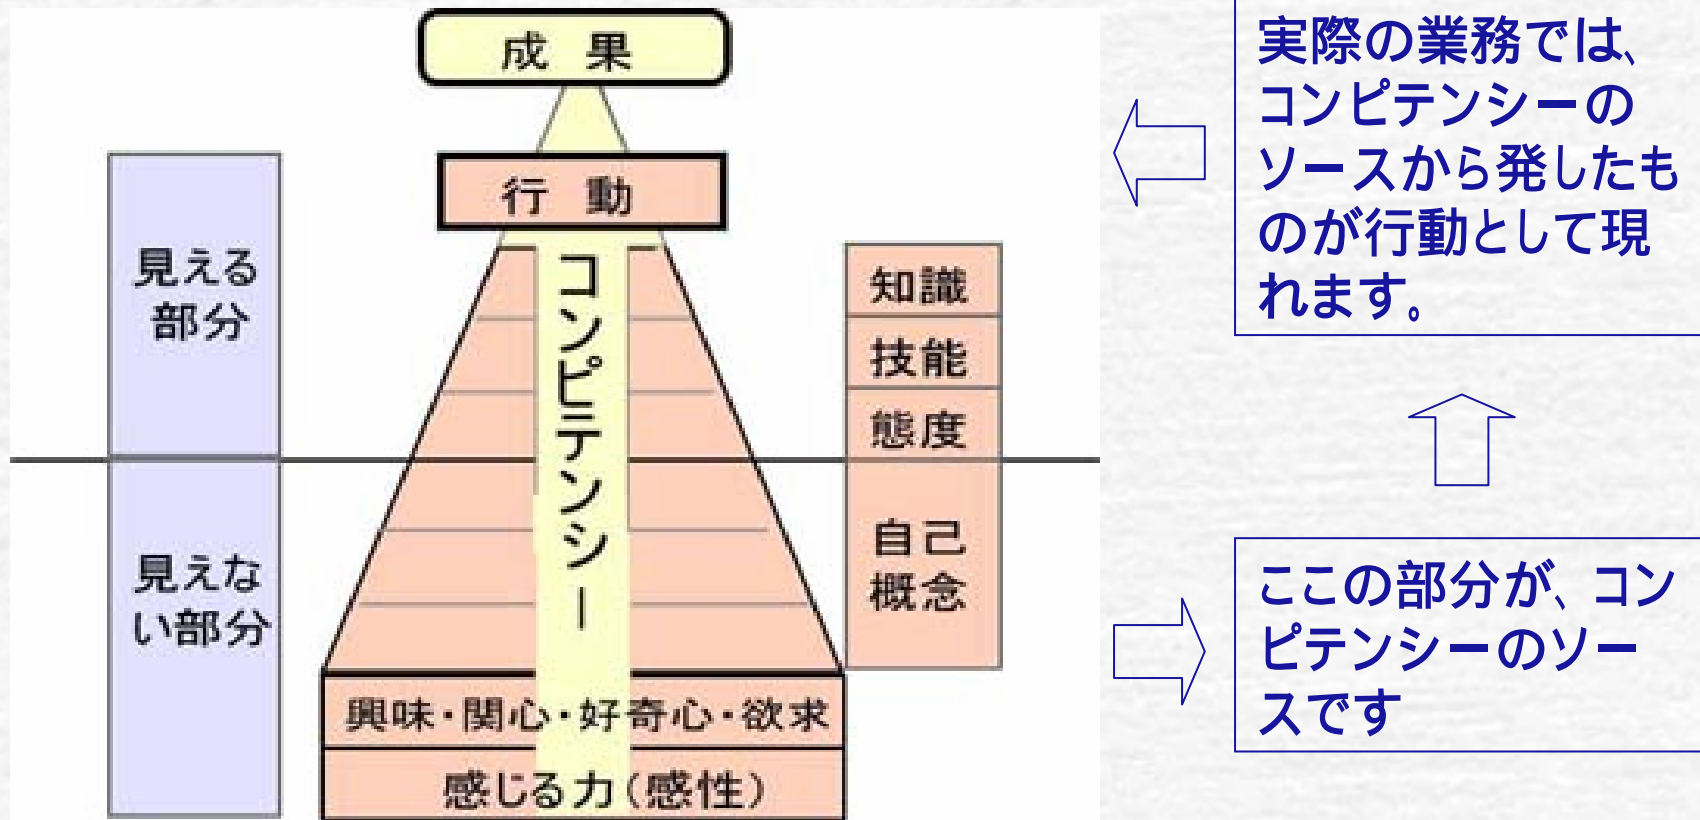 成果
行動
コンピテンシー
見える
部分
見えな
い部分
知識
技能
態度
自己
概念
興味・関心・好奇心・欲求
感じる力(感性)
実際の業務では、
コンピテンシーの
ソースから発したも
のが行動として現
れます。
ここの部分が、コン
ピテンシーのソー
スです